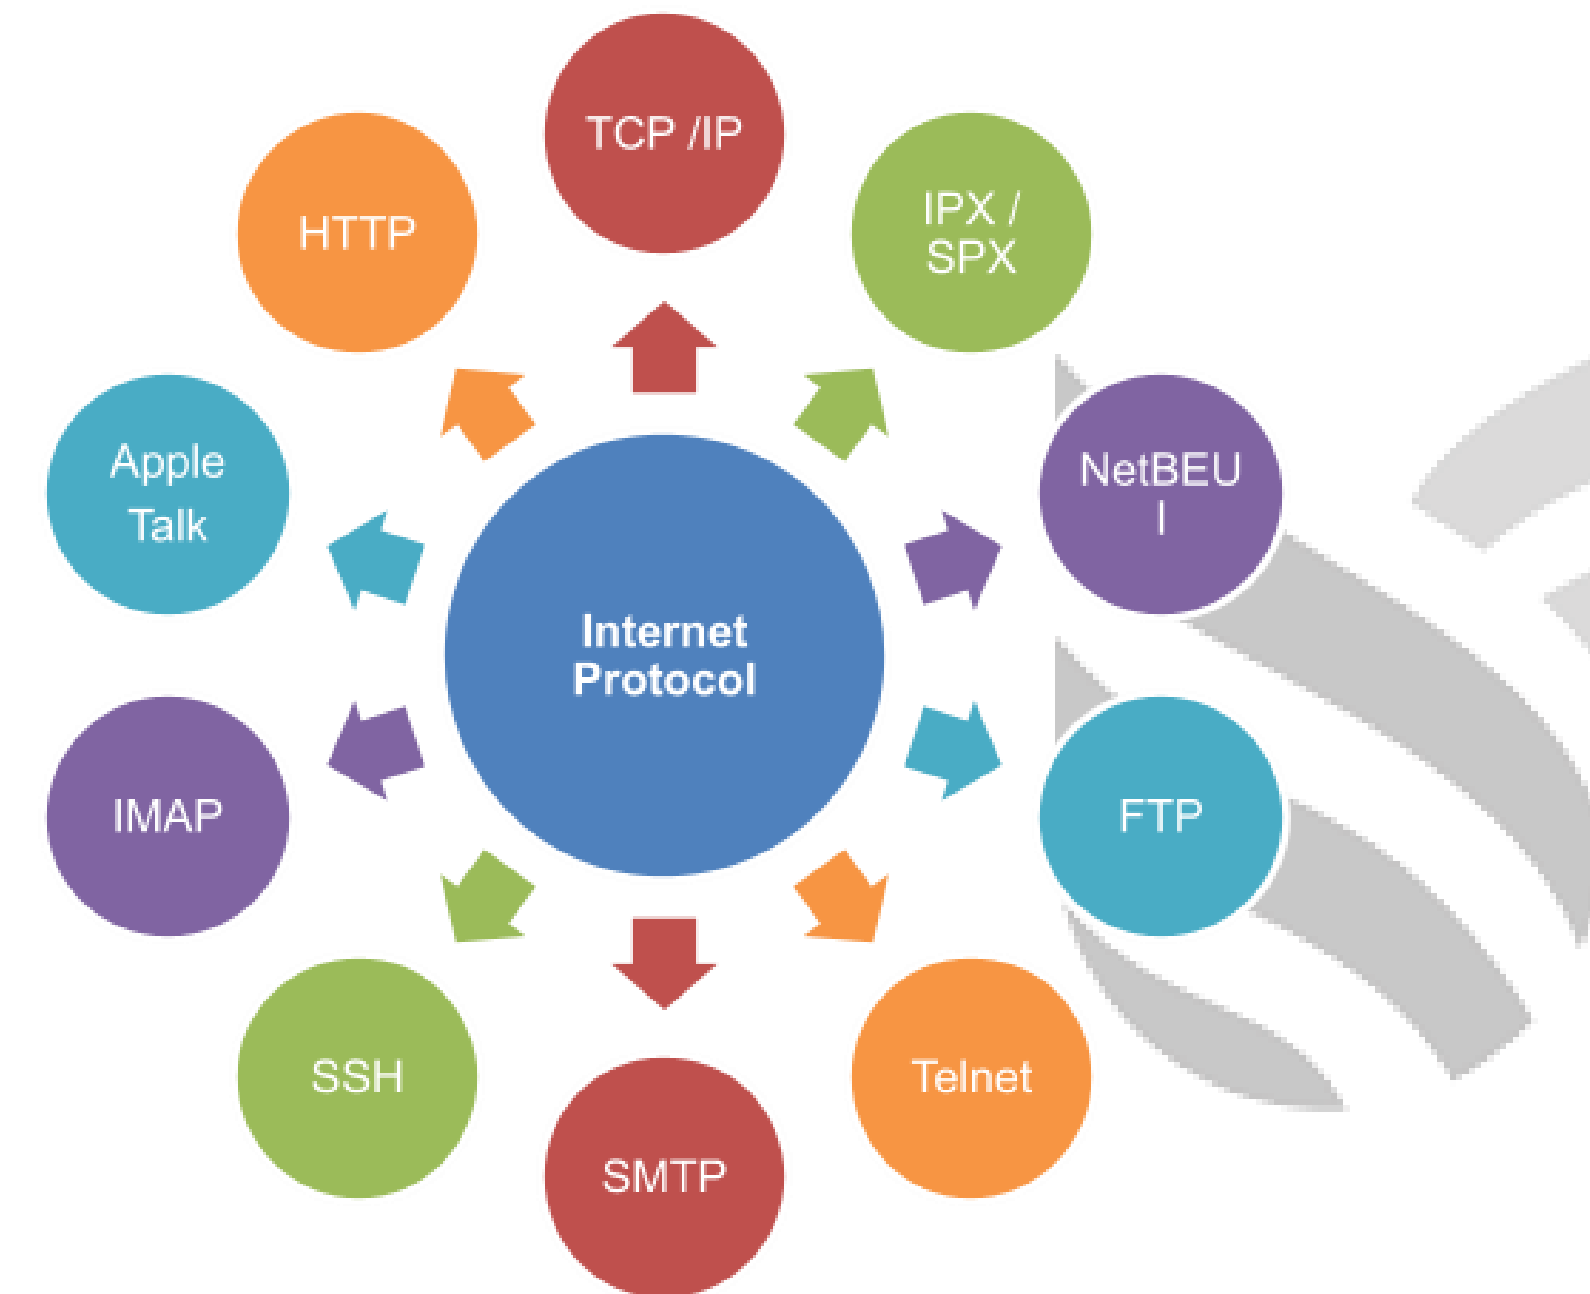 TCP /IP
IPX /
SPX
NetBEU
I
FTP
Telnet
SMTP
SSH
IMAP
Apple
Talk
HTTP
Internet
Protocol